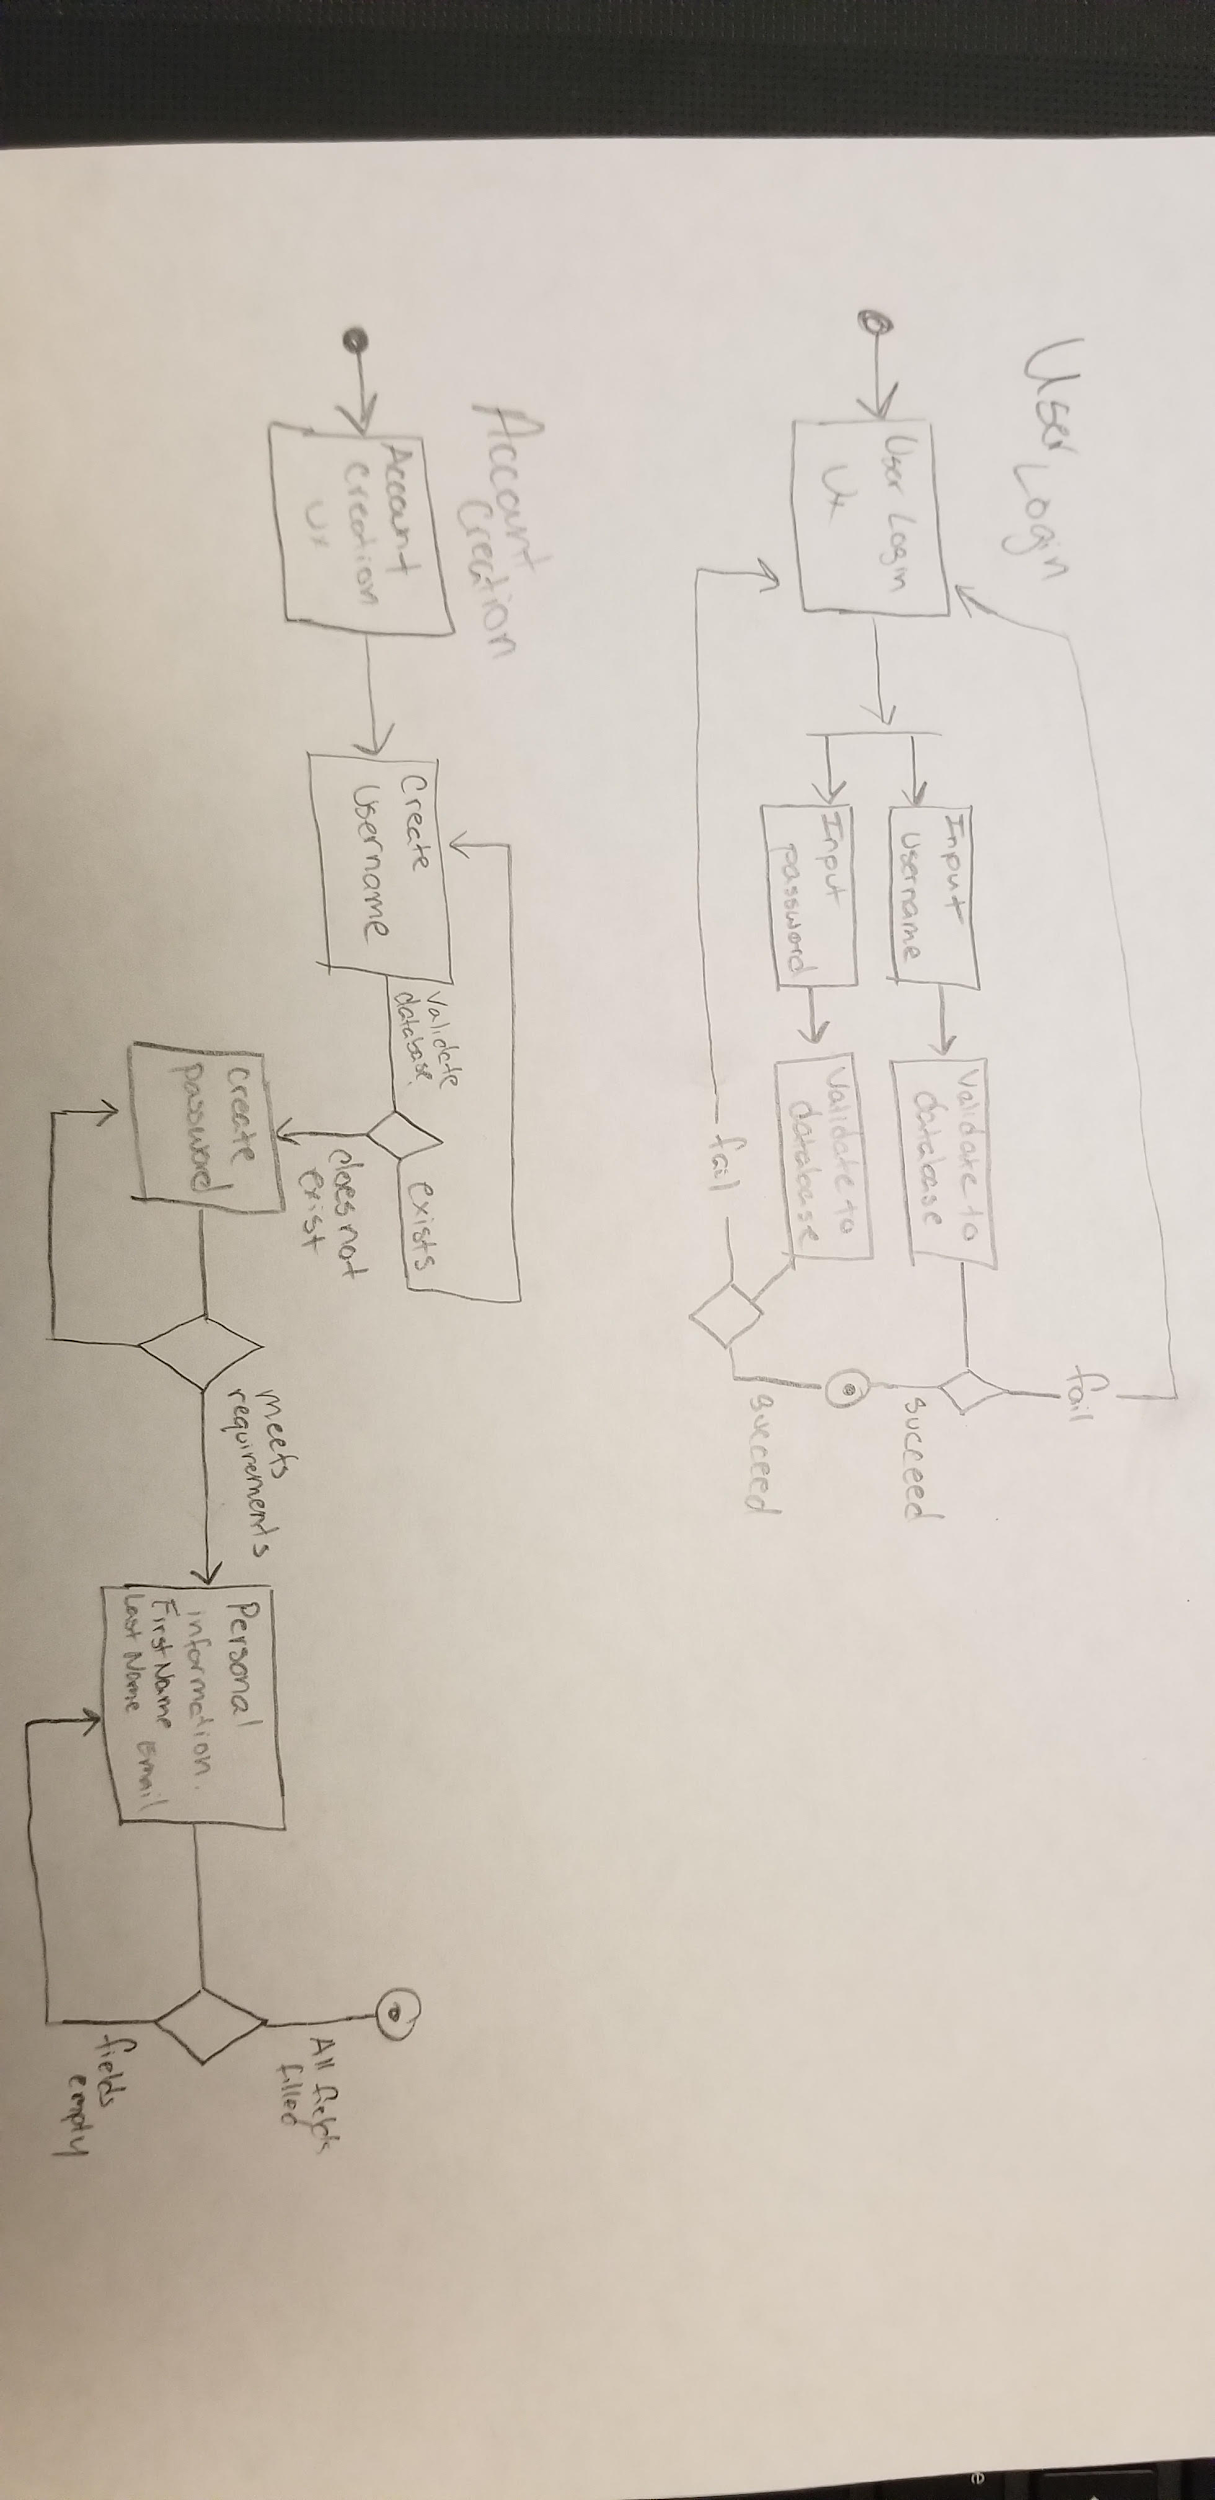 User Login
User Login
Ux
Input
username
Validate to
database
fail
succeed
Input
password
Validate to
database
fail
succeed
Account
Creation
Account
creation
Ux
Create
Username
Validate
database.
exists
does not
exist
create
password
meets
requirements
Personal
information.
First Name
Last Name Email
All fields
filled
fields
empty
e